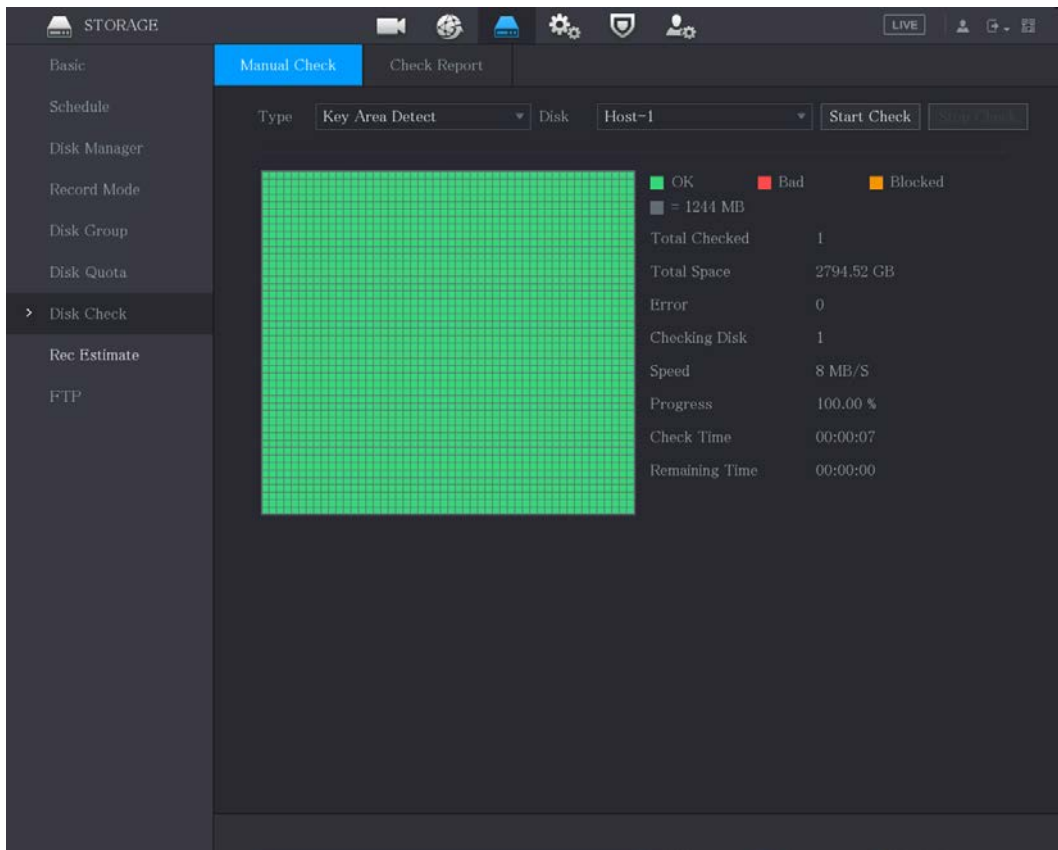 STORAGE
LIVE
Basic
Schedule
Disk Manager
Record Mode
Disk Group
Disk Quota
Disk Check
Rec Estimate
FTP
Manual Check
Check Report
Type Key Area Detect Disk Host-1 Start Check Stop Check
OK Bad Blocked
= 1244 MB
Total Checked 1
Total Space 2794.52 GB
Error 0
Checking Disk 1
Speed 8 MB/S
Progress 100.00 %
Check Time 00:00:07
Remaining Time 00:00:00